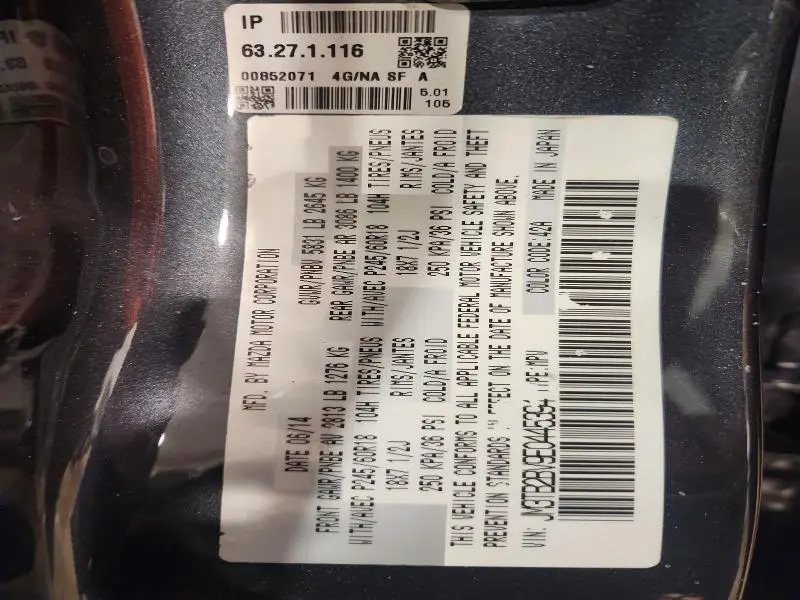 IP
63.27.1.116
00852071 4G/NA SF A
5.01
105
MFD. BY MAZDA MOTOR CORPORATION
DATE 06/14 GVWR/PNBV 5831 LB 2645 KG
FRONT GAWR/PNBE AV 2813 LB 1276 KG REAR GAWR/PNBE AR 3086 LB 1400 KG
WITH/AVEC P245/60R18 104H TIRES/PNEUS WITH/AVEC P245/60R18 104H TIRES/PNEUS
18X7 1/2J RIMS/JANTES 18X7 1/2J RIMS/JANTES
250 KPA/36 PSI COLD/A FROID 250 KPA/36 PSI COLD/A FROID
THIS VEHICLE CONFORMS TO ALL APPLICABLE FEDERAL MOTOR VEHICLE SAFETY AND THEFT
PREVENTION STANDARDS EFFECT ON THE DATE OF MANUFACTURE SHOWN ABOVE.
VIN: :MPV COLOR CODE:42A MADE IN JAPAN